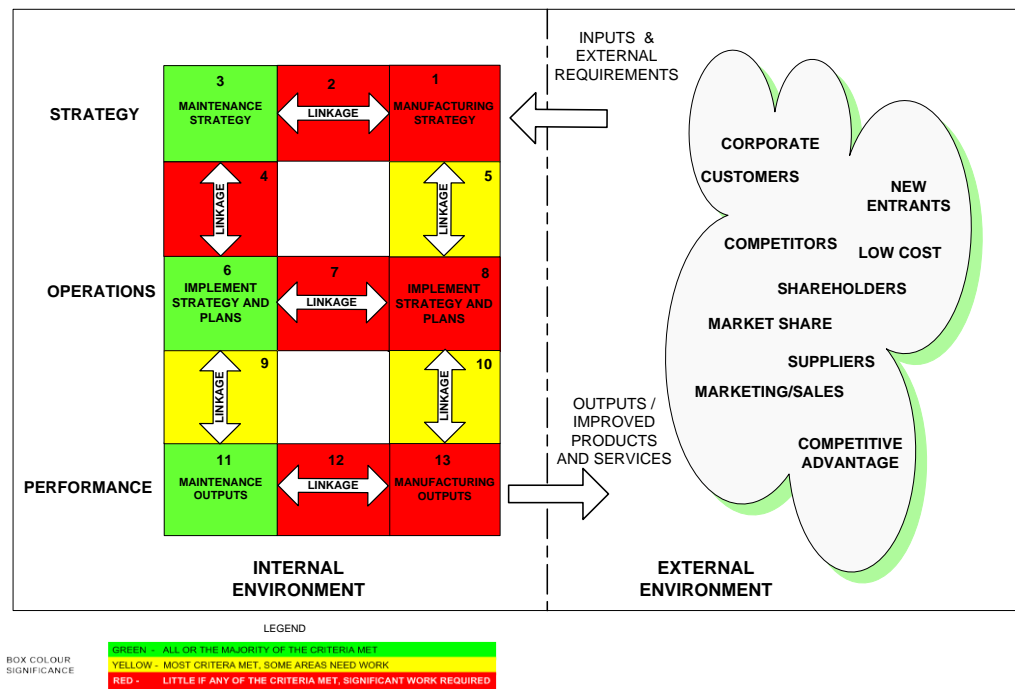 INPUTS &
EXTERNAL
REQUIREMENTS
STRATEGY
3
MAINTENANCE
STRATEGY
2
LINKAGE
1
MANUFACTURING
STRATEGY
4
LINKAGE
5
LINKAGE
OPERATIONS
6
IMPLEMENT
STRATEGY AND
PLANS
7
LINKAGE
8
IMPLEMENT
STRATEGY AND
PLANS
9
LINKAGE
10
LINKAGE
PERFORMANCE
11
MAINTENANCE
OUTPUTS
12
LINKAGE
13
MANUFACTURING
OUTPUTS
OUTPUTS /
IMPROVED
PRODUCTS
AND SERVICES
INTERNAL
ENVIRONMENT
CORPORATE
CUSTOMERS
NEW
ENTRANTS
COMPETITORS
LOW COST
SHAREHOLDERS
MARKET SHARE
SUPPLIERS
MARKETING/SALES
COMPETITIVE
ADVANTAGE
EXTERNAL
ENVIRONMENT
LEGEND
BOX COLOUR
SIGNIFICANCE
GREEN - ALL OR THE MAJORITY OF THE CRITERIA MET
YELLOW - MOST CRITERA MET, SOME AREAS NEED WORK
RED - LITTLE IF ANY OF THE CRITERIA MET, SIGNIFICANT WORK REQUIRED